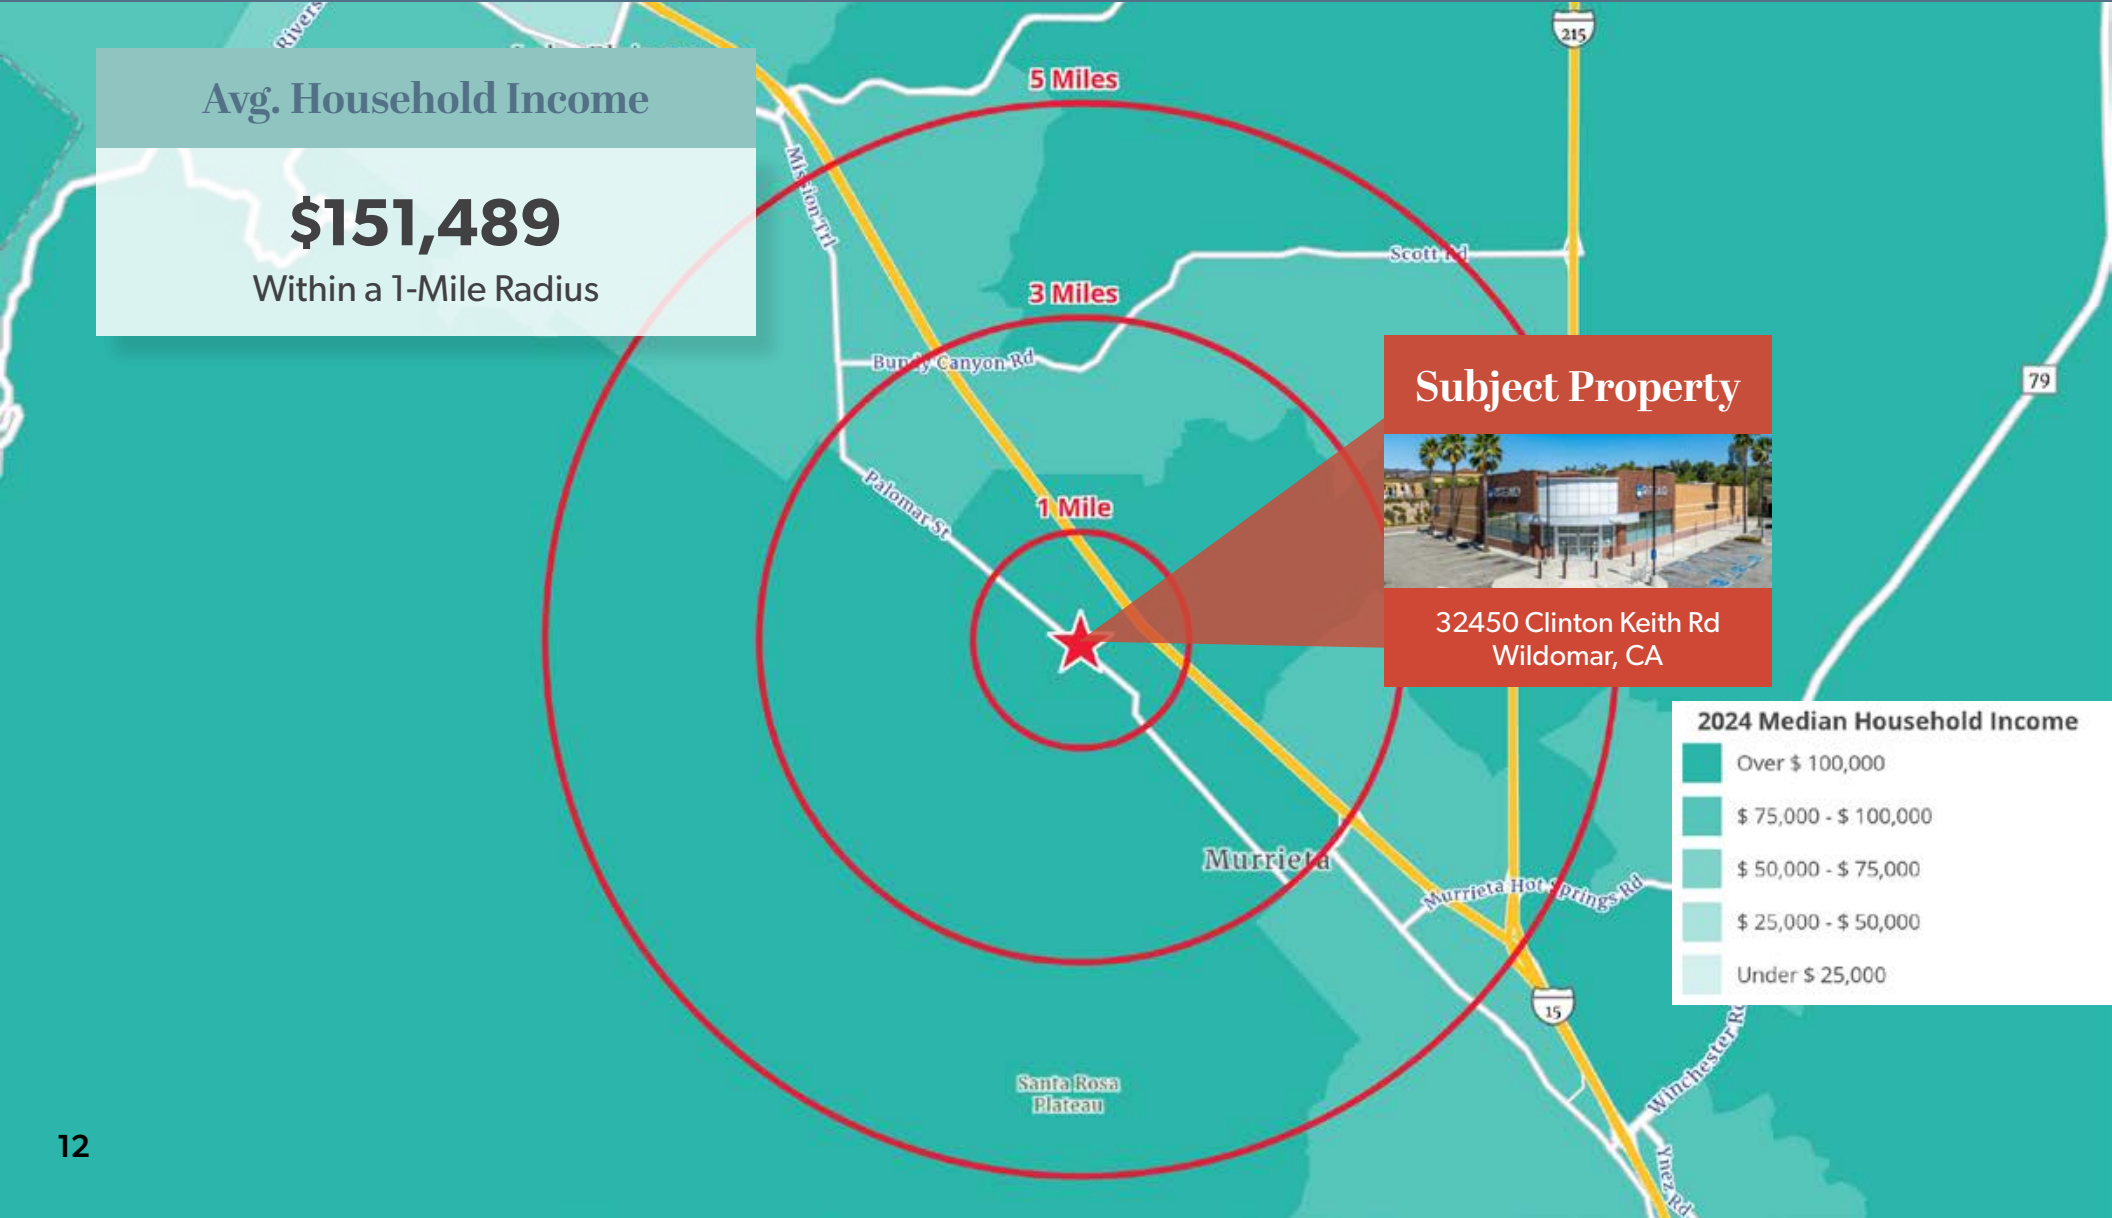 Rivers
215
Avg. Household Income
$151,489
Within a 1-Mile Radius
5 Miles
Mission Trl
Scott Rd
3 Miles
Bundy Canyon Rd
79
Subject Property
Palomar St
1 Mile
32450 Clinton Keith Rd
Wildomar, CA
2024 Median Household Income
Over $ 100,000
$ 75,000 - $ 100,000
$ 50,000 - $ 75,000
$ 25,000 - $ 50,000
Under $ 25,000
Murrieta
Murrieta Hot Springs Rd
15
Winchester Rd
Santa Rosa
Plateau
Ynez Rd
12